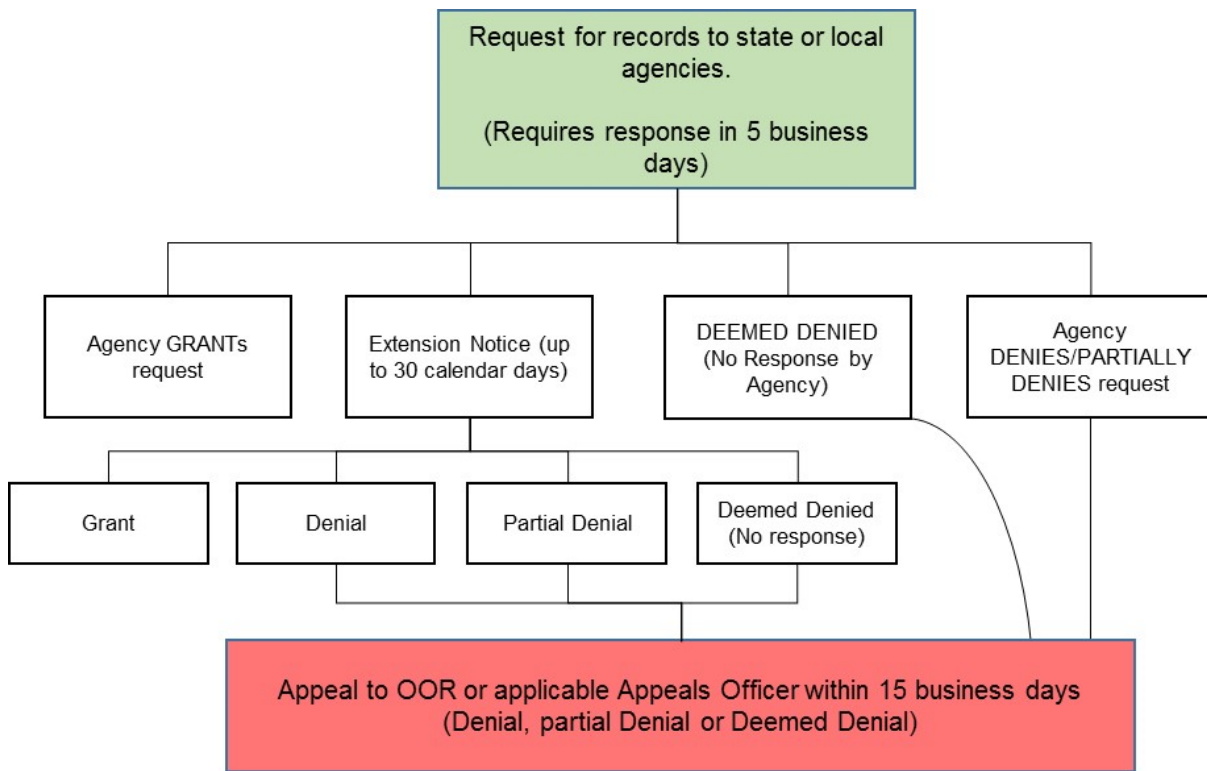 Request for records to state or local
agencies.
(Requires response in 5 business
days)
Agency GRANTs
request
Extension Notice (up
to 30 calendar days)
DEEMED DENIED
(No Response by
Agency)
Agency
DENIES/PARTIALLY
DENIES request
Grant
Denial
Partial Denial
Deemed Denied
(No response)
Appeal to OOR or applicable Appeals Officer within 15 business days
(Denial, partial Denial or Deemed Denial)